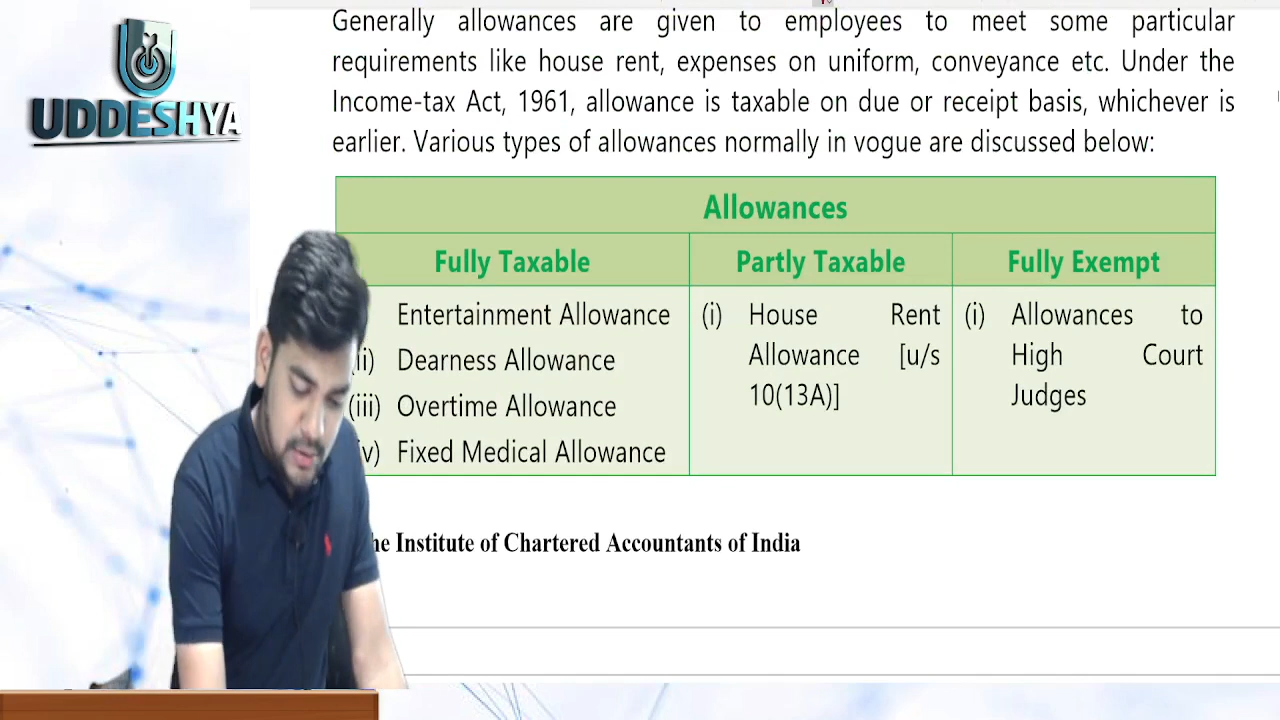 UDDESHYA
Generally allowances are given to employees to meet some particular
requirements like house rent, expenses on uniform, conveyance etc. Under the
Income-tax Act, 1961, allowance is taxable on due or receipt basis, whichever is
earlier. Various types of allowances normally in vogue are discussed below:
Allowances
Fully Taxable
Partly Taxable
Fully Exempt
Entertainment Allowance
(ii) Dearness Allowance
(iii) Overtime Allowance
(iv) Fixed Medical Allowance
(i) House Rent
Allowance [u/s
10(13A)]
(i) Allowances to
High Court
Judges
The Institute of Chartered Accountants of India